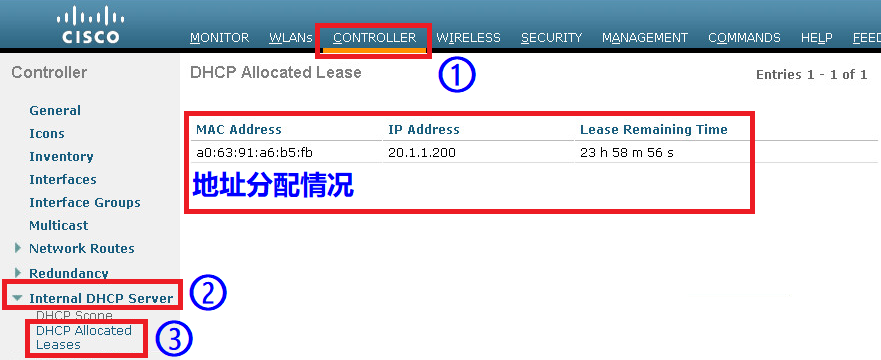 CISCO
MONITOR WLANs CONTROLLER WIRELESS SECURITY MANAGEMENT COMMANDS HELP FEED
Controller
General
Icons
Inventory
Interfaces
Interface Groups
Multicast
Network Routes
Redundancy
Internal DHCP Server
②
DHCP Scope
DHCP Allocated
Leases
③
DHCP Allocated Lease
①
Entries 1 - 1 of 1
MAC Address IP Address Lease Remaining Time
a0:63:91:a6:b5:fb 20.1.1.200 23 h 58 m 56 s
地址分配情况